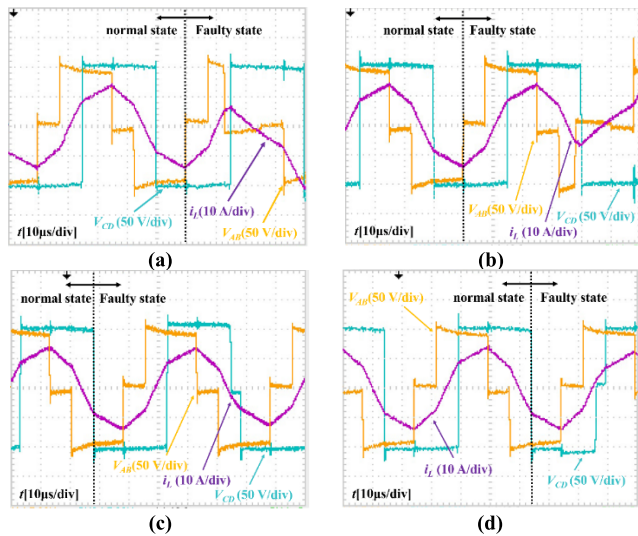 normal state Faulty state
V_CD (50 V/div)
i_L (10 A/div)
V_AB (50 V/div)
t[10μs/div]
(a)
normal state Faulty state
V_AB (50 V/div)
i_L (10 A/div)
V_CD (50 V/div)
t[10μs/div]
(b)
normal state Faulty state
V_AB (50 V/div)
i_L (10 A/div)
V_CD (50 V/div)
t[10μs/div]
(c)
V_AB (50 V/div)
normal state Faulty state
i_L (10 A/div)
V_CD (50 V/div)
t[10μs/div]
(d)